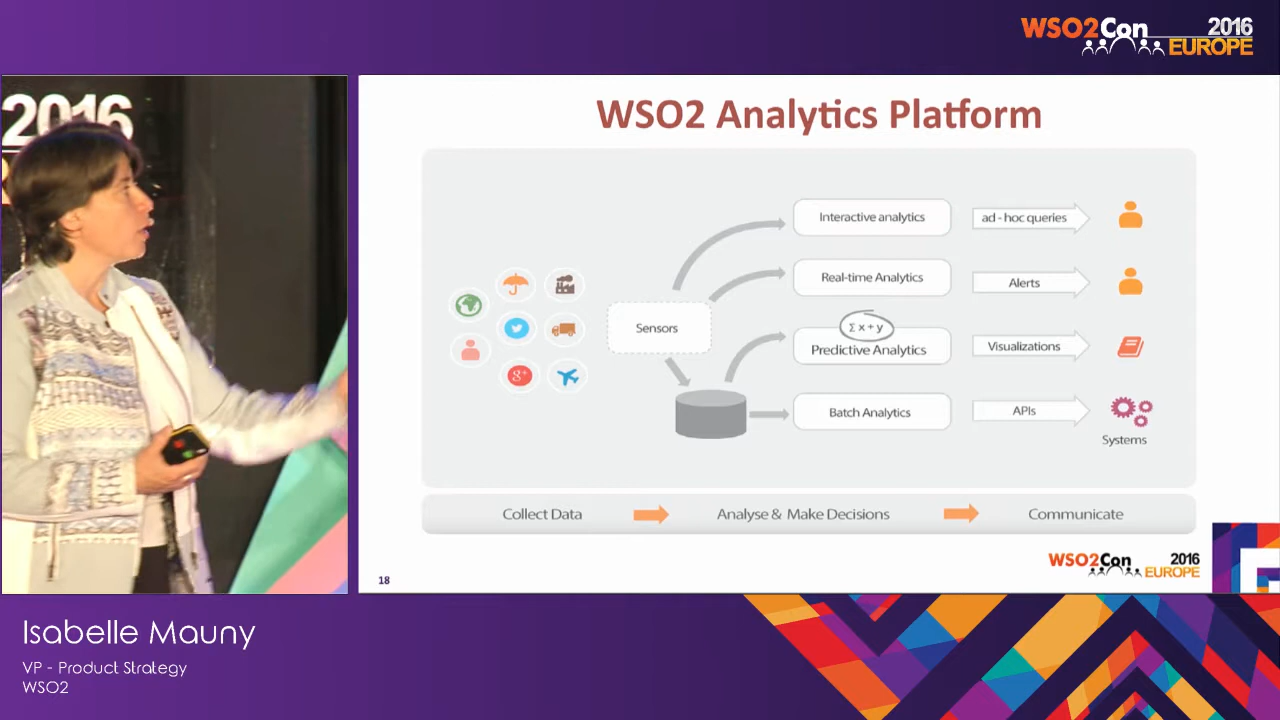 WSO2Con 2016
EUROPE
2016
WSO2 Analytics Platform
Interactive analytics
ad - hoc queries
Real-time Analytics
Alerts
Sensors
Σ x + y
Predictive Analytics
Visualizations
g+
Batch Analytics
APIs
Systems
Collect Data
Analyse & Make Decisions
Communicate
WSO2Con 2016
EUROPE
18
Isabelle Mauny
VP - Product Strategy
WSO2